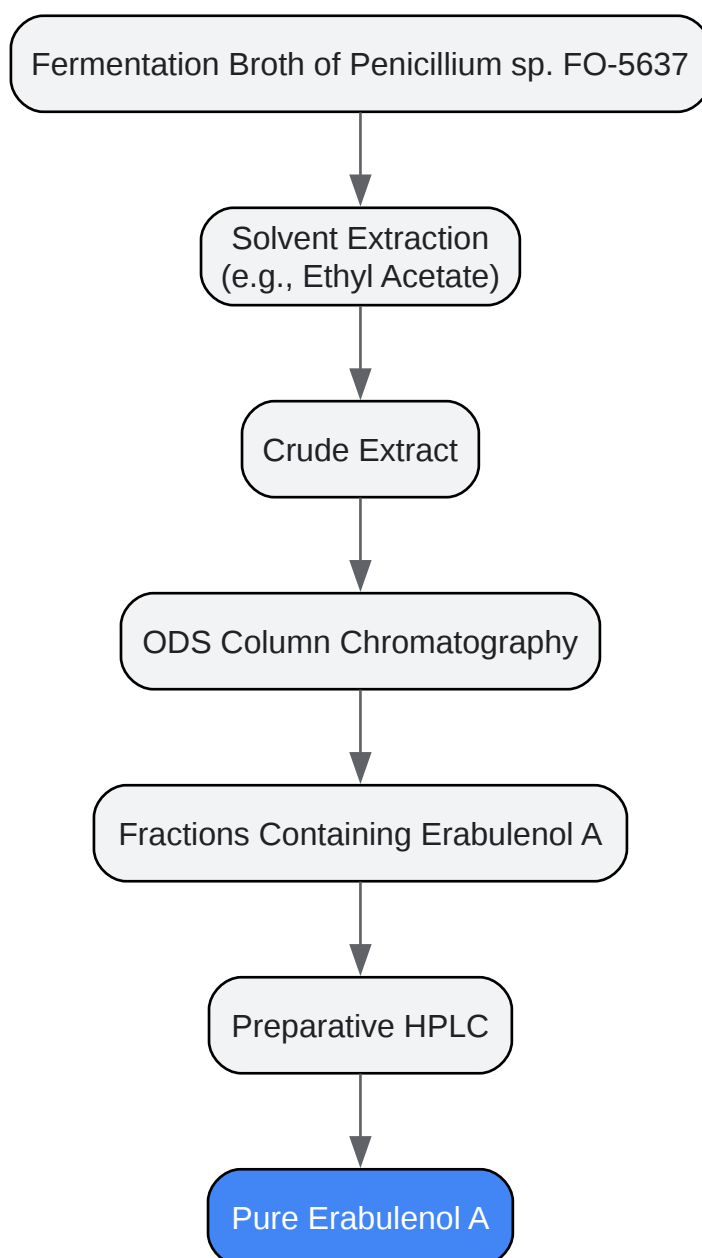 Fermentation Broth of Penicillium sp. FO-5637
Solvent Extraction
(e.g., Ethyl Acetate)
Crude Extract
ODS Column Chromatography
Fractions Containing Erabulenol A
Preparative HPLC
Pure Erabulenol A